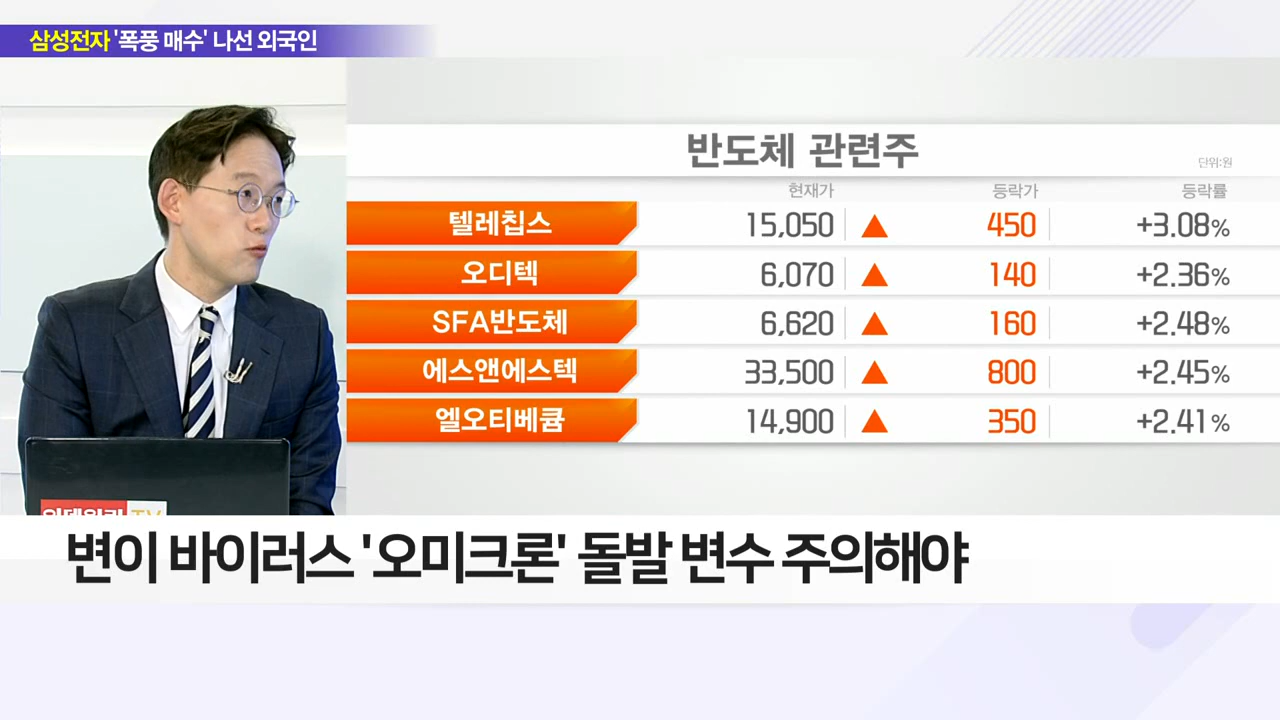 삼성전자 '폭풍 매수' 나선 외국인
반도체 관련주
단위:원
현재가 등락가 등락률
텔레칩스 15,050 ▲ 450 +3.08%
오디텍 6,070 ▲ 140 +2.36%
SFA반도체 6,620 ▲ 160 +2.48%
에스앤에스텍 33,500 ▲ 800 +2.45%
엘오티베큠 14,900 ▲ 350 +2.41%
TV
변이 바이러스 '오미크론' 돌발 변수 주의해야